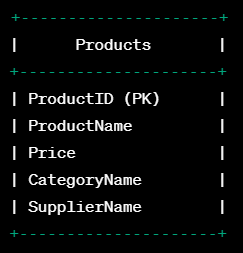 +---------------------+
|      Products       |
+---------------------+
| ProductID (PK)      |
| ProductName         |
| Price               |
| CategoryName        |
| SupplierName        |
+---------------------+